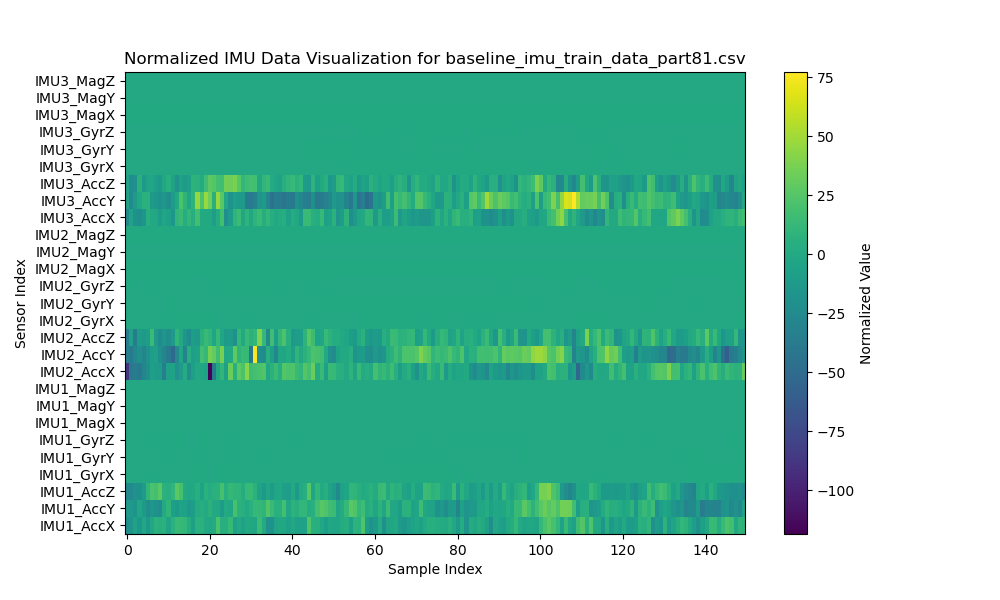 Normalized IMU Data Visualization for baseline_imu_train_data_part81.csv
IMU3_MagZ
IMU3_MagY
IMU3_MagX
IMU3_GyrZ
IMU3_GyrY
IMU3_GyrX
IMU3_AccZ
IMU3_AccY
IMU3_AccX
IMU2_MagZ
IMU2_MagY
IMU2_MagX
IMU2_GyrZ
IMU2_GyrY
IMU2_GyrX
IMU2_AccZ
IMU2_AccY
IMU2_AccX
IMU1_MagZ
IMU1_MagY
IMU1_MagX
IMU1_GyrZ
IMU1_GyrY
IMU1_GyrX
IMU1_AccZ
IMU1_AccY
IMU1_AccX
Sensor Index
0 20 40 60 80 100 120 140
Sample Index
75
50
25
0
−25
−50
−75
−100
Normalized Value